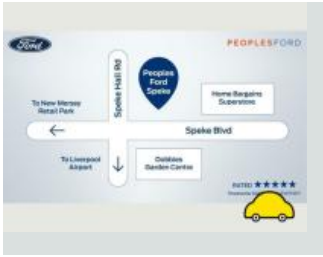 Ford
PEOPLESFORD
Speke Hall Rd
Peoples
Ford
Speke
Home Bargains
Superstore
To New Mersey
Retail Park
Speke Blvd
To Liverpool
Airport
Dobbies
Garden Centre
RATED